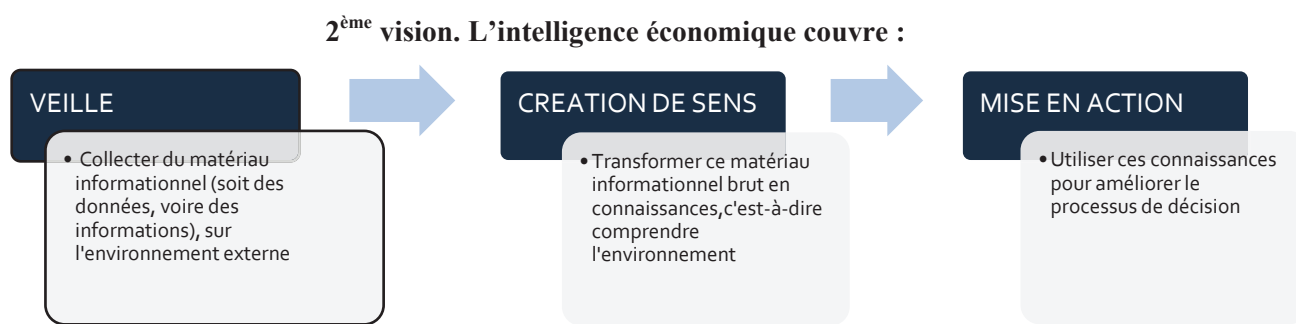 2ème vision. L'intelligence économique couvre :
VEILLE
• Collecter du matériau
informationnel (soit des
données, voire des
informations), sur
l'environnement externe
CREATION DE SENS
•Transformer ce matériau
informationnel brut en
connaissances,c'est-à-dire
comprendre
l'environnement
MISE EN ACTION
•Utiliser ces connaissances
pour améliorer le
processus de décision